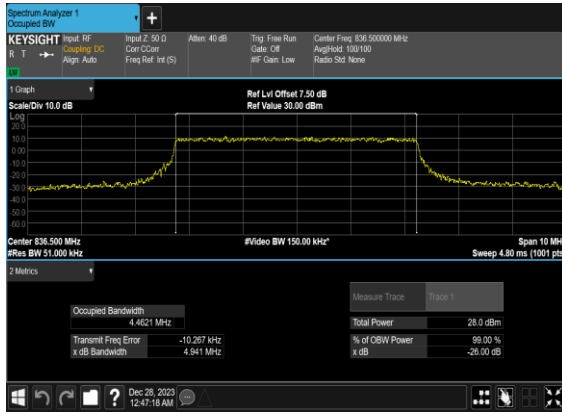 Spectrum Analyzer 1
Occupied BW
+
KEYSIGHT Input: RF Input Z: 50 Ω Atten: 40 dB Trig: Free Run Center Freq: 836.500000 MHz
R T Coupling: DC Corr CCorr Gate: Off Avg|Hold: 100/100
Align: Auto Freq Ref: Int (S) #IF Gain: Low Radio Std: None
LNI
1 Graph
Ref Lvl Offset 7.50 dB
Scale/Div 10.0 dB Ref Value 30.00 dBm
Log
20.0
10.0
0.00
-10.0
-20.0
-30.0
-40.0
-50.0
-60.0
Center 836.500 MHz #Video BW 150.00 kHz* Span 10 MH
#Res BW 51.000 kHz Sweep 4.80 ms (1001 pts
2 Metrics
Measure Trace Trace 1
Occupied Bandwidth
4.4621 MHz
Total Power 28.0 dBm
Transmit Freq Error -10.267 kHz % of OBW Power 99.00 %
x dB Bandwidth 4.941 MHz x dB -26.00 dB
? Dec 28, 2023
12:47:18 AM